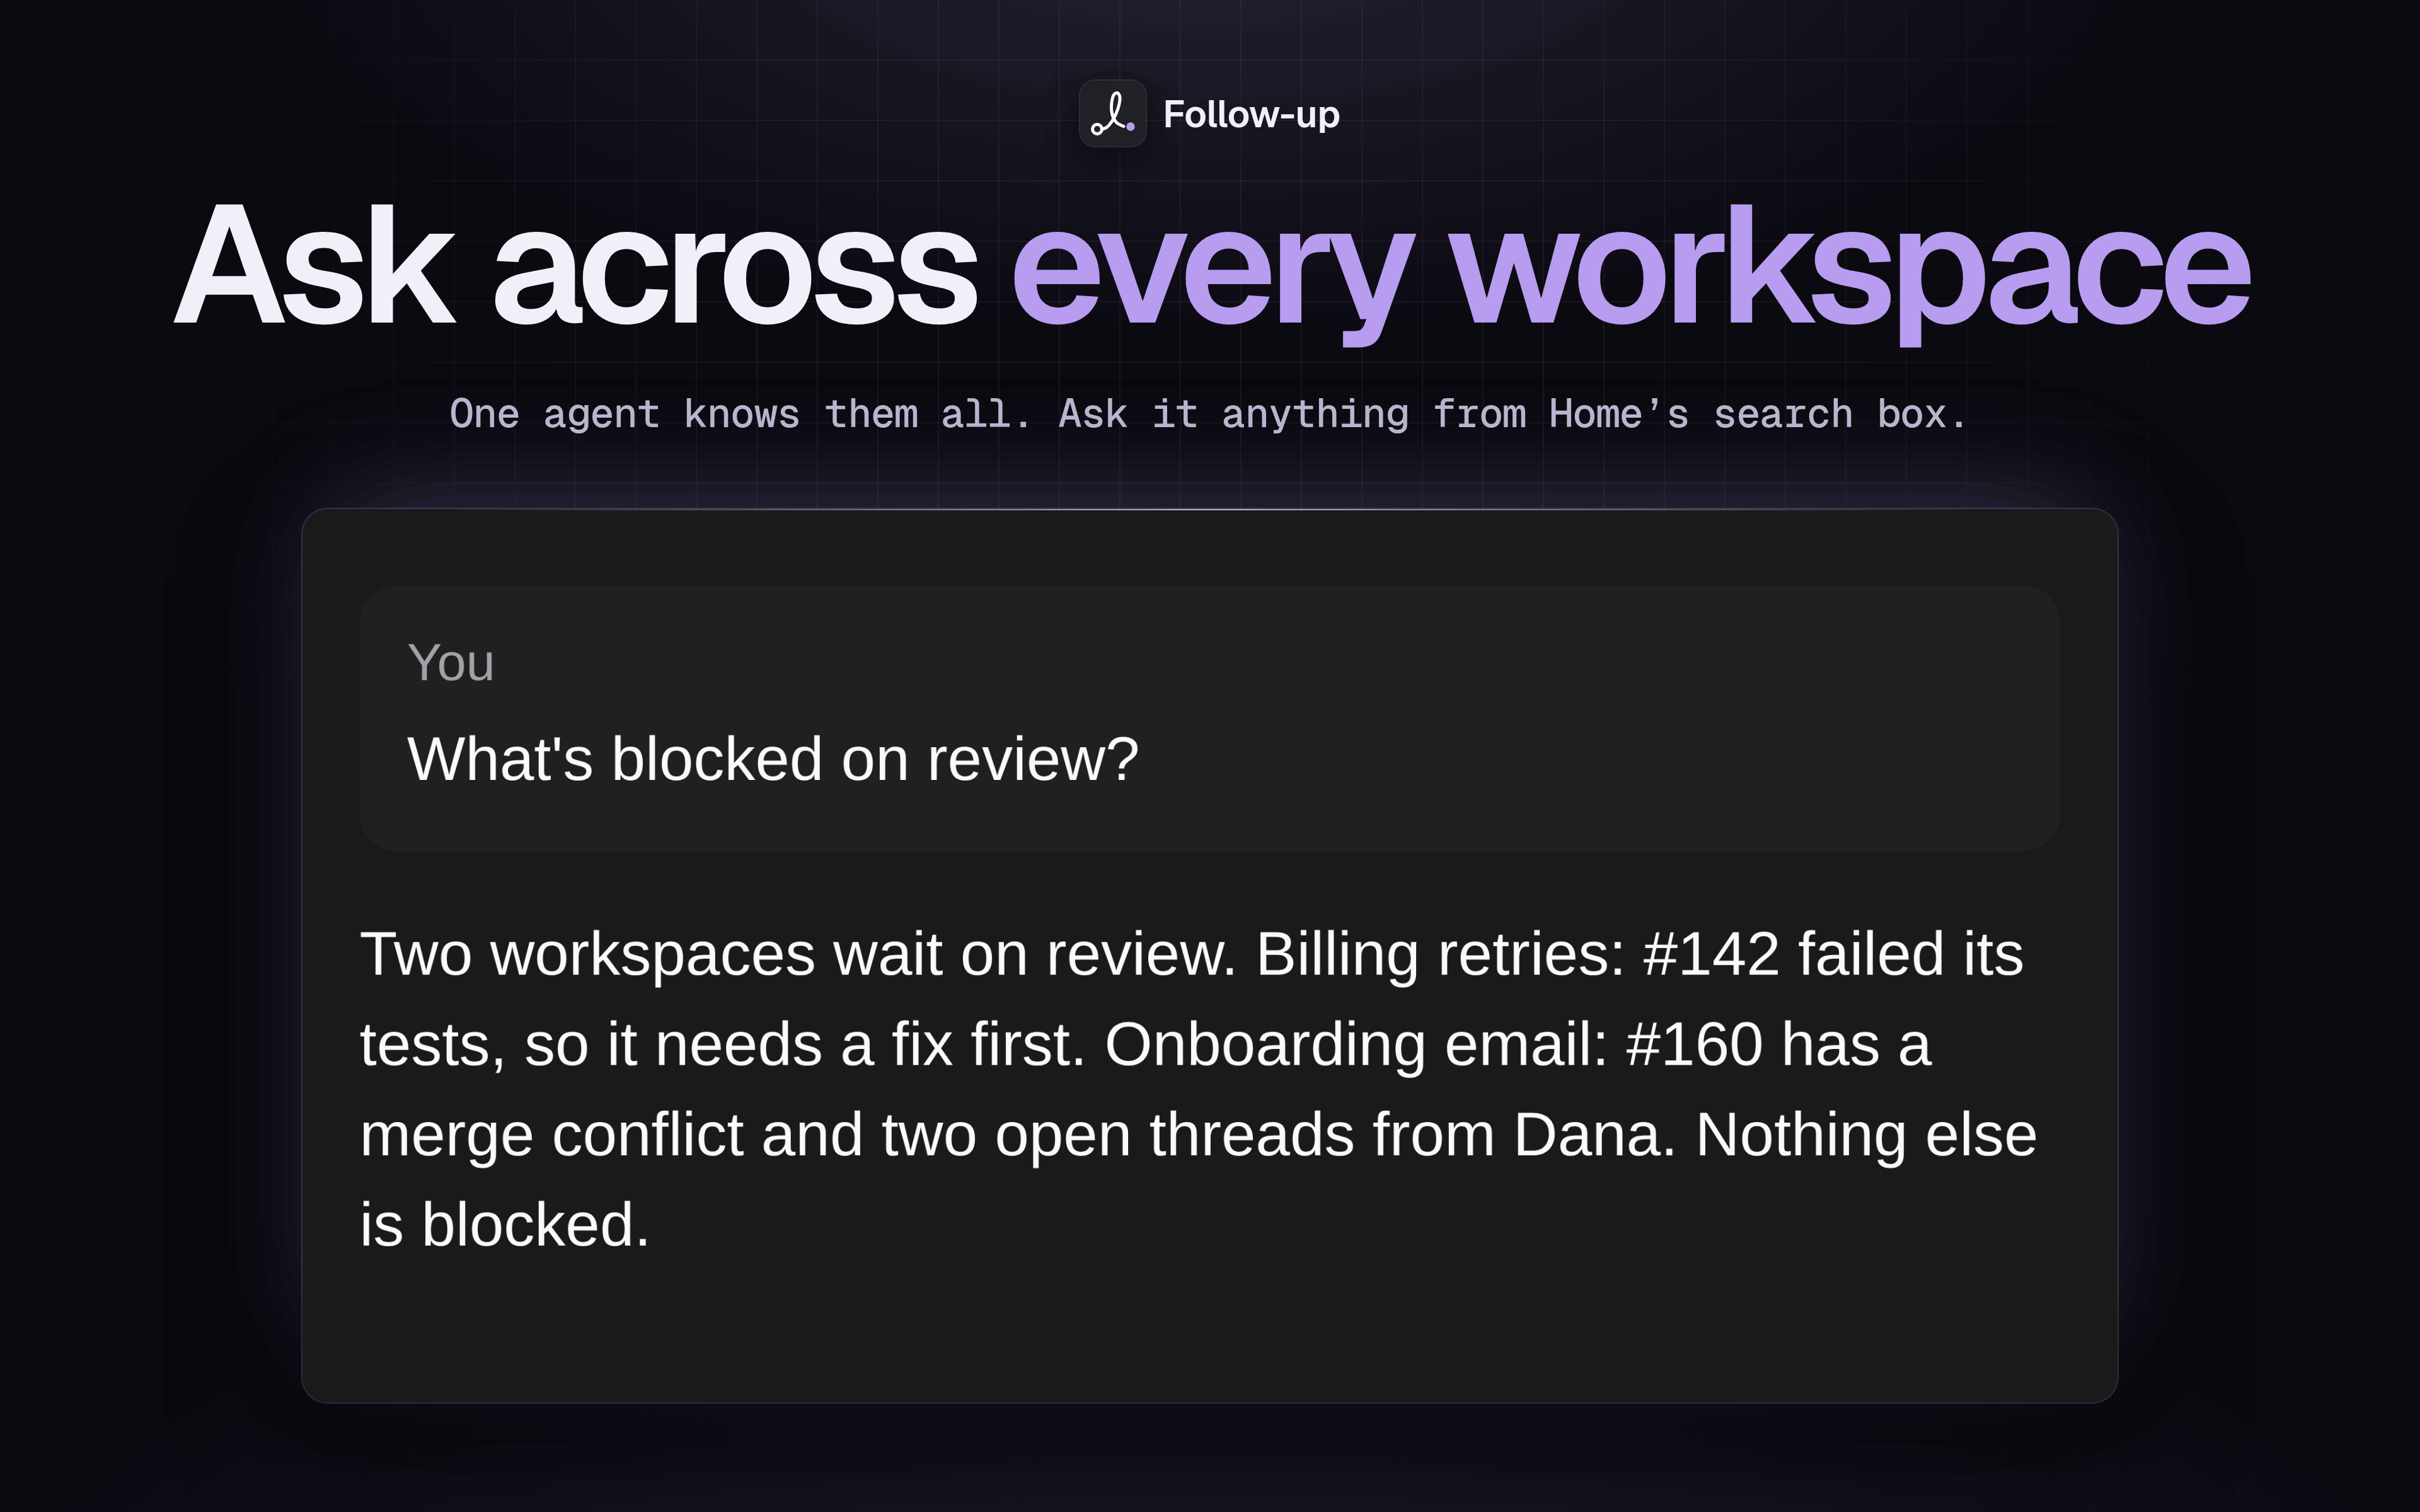 Follow-up
Ask across every workspace
One agent knows them all. Ask it anything from Home’s search box.
You
What's blocked on review?
Two workspaces wait on review. Billing retries: #142 failed its
tests, so it needs a fix first. Onboarding email: #160 has a
merge conflict and two open threads from Dana. Nothing else
is blocked.